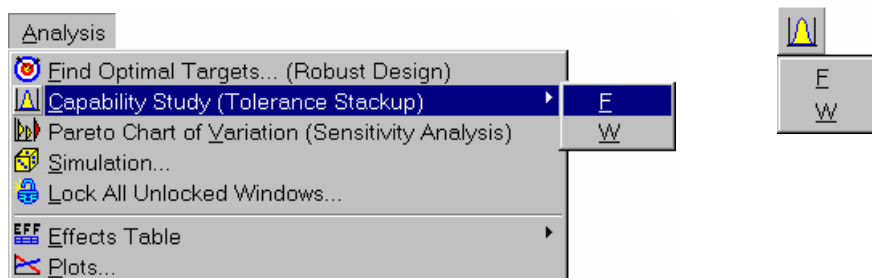 Analysis
Find Optimal Targets... (Robust Design)
Capability Study (Tolerance Stackup)
F
W
Pareto Chart of Variation (Sensitivity Analysis)
Simulation...
Lock All Unlocked Windows...
EFF Effects Table
Plots...
F
W